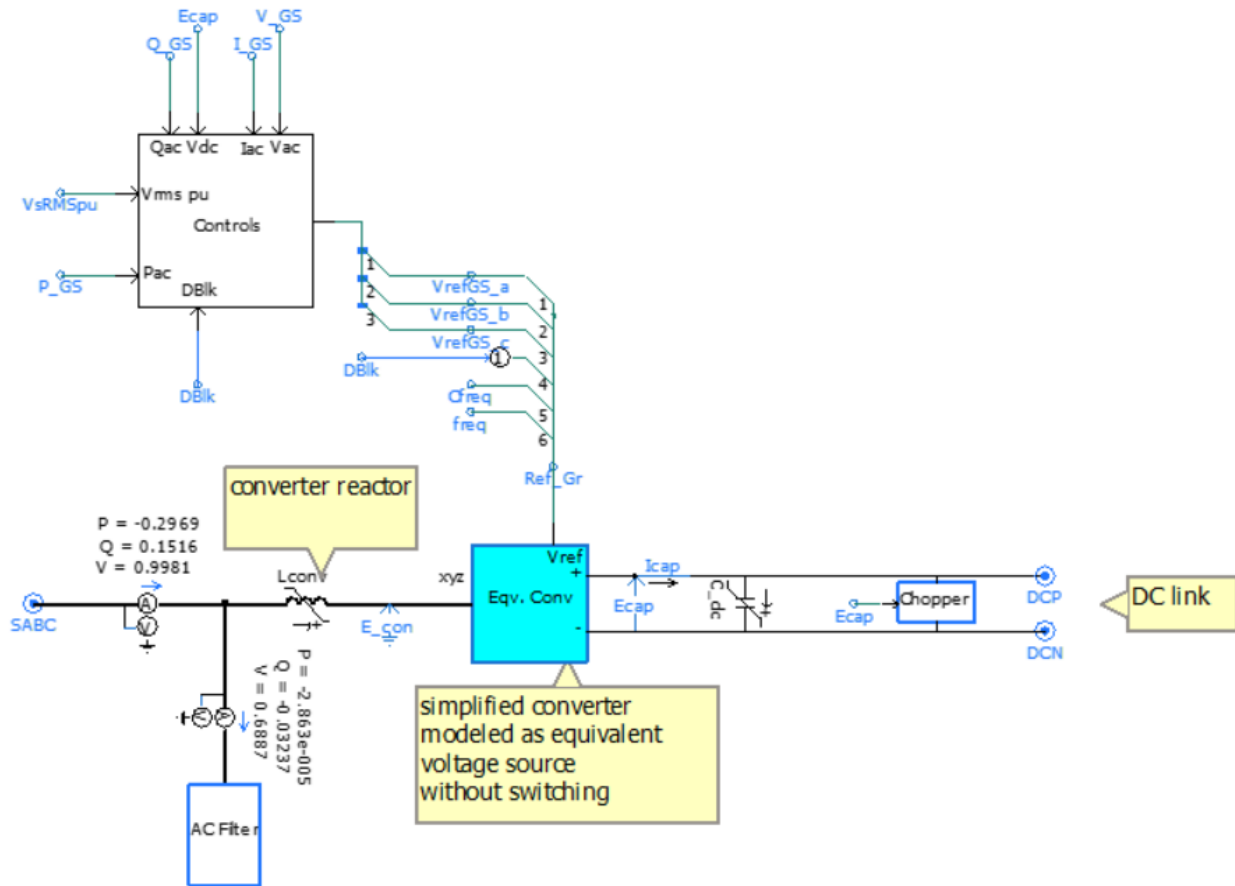 Ecap
V_GS
Q_GS
I_GS
Qac Vdc
Iac Vac
Vrms pu
VsRMSpu
Controls
Pac
P_GS
DBlk
DBlk
1
2
3
VrefGS_a
VrefGS_b
VrefGS_c
DBlk
1
Cfreq
freq
1
2
3
4
5
6
Ref_Gr
converter reactor
P = -0.2969
Q = 0.1516
V = 0.9981
Lconv
xyz
Vref
+
Eqv. Conv
-
Icap
Ecap
C_dc
Ecap
Chopper
DCP
DCN
DC link
SABC
A
V
E_con
P = -2.863e-005
Q = -0.03237
V = 0.6887
V
A
AC Filter
simplified converter
modeled as equivalent
voltage source
without switching